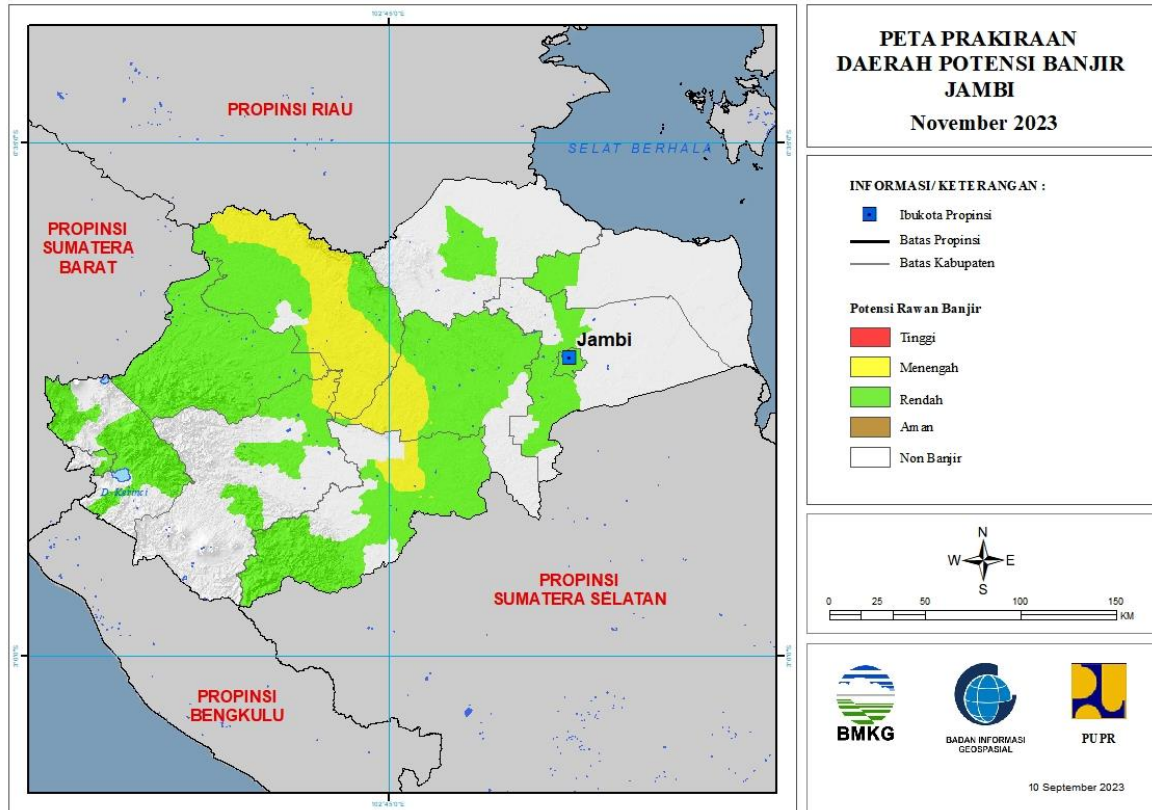 PETA PRAKIRAAN
DAERAH POTENSI BANJIR
JAMBI
November 2023
INFORMASI/ KETERANGAN :
Ibukota Propinsi
Batas Propinsi
Batas Kabupaten
Potensi Rawan Banjir
Tinggi
Menengah
Rendah
Aman
Non Banjir
N
W
E
S
0 25 50 100 150
KM
BMKG
BADAN INFORMASI
GEOSPASIAL
PUPR
10 September 2023
PROPINSI RIAU
SELAT BERHALA
PROPINSI
SUMATERA
BARAT
Jambi
D. Kerinci
PROPINSI
SUMATERA SELATAN
PROPINSI
BENGKULU